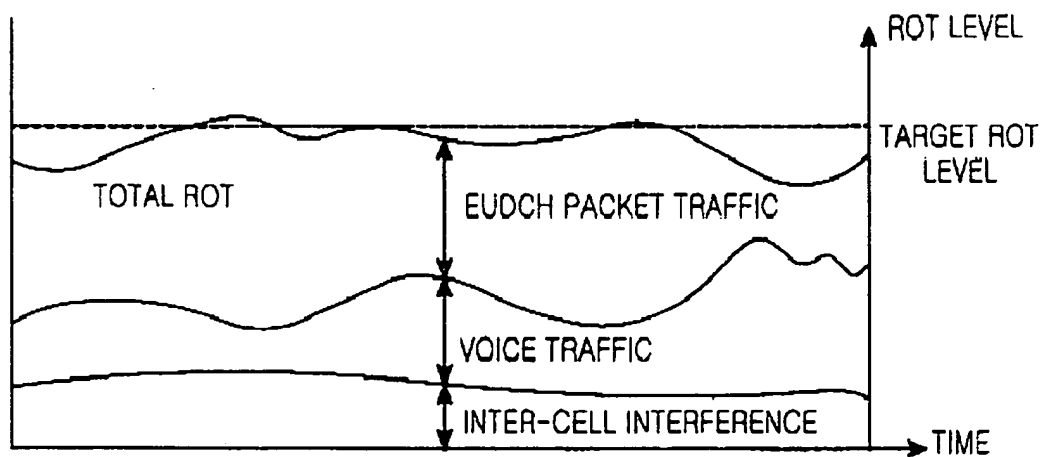 ROT LEVEL
TARGET ROT
LEVEL
TOTAL ROT
EUDCH PACKET TRAFFIC
VOICE TRAFFIC
INTER-CELL INTERFERENCE
TIME